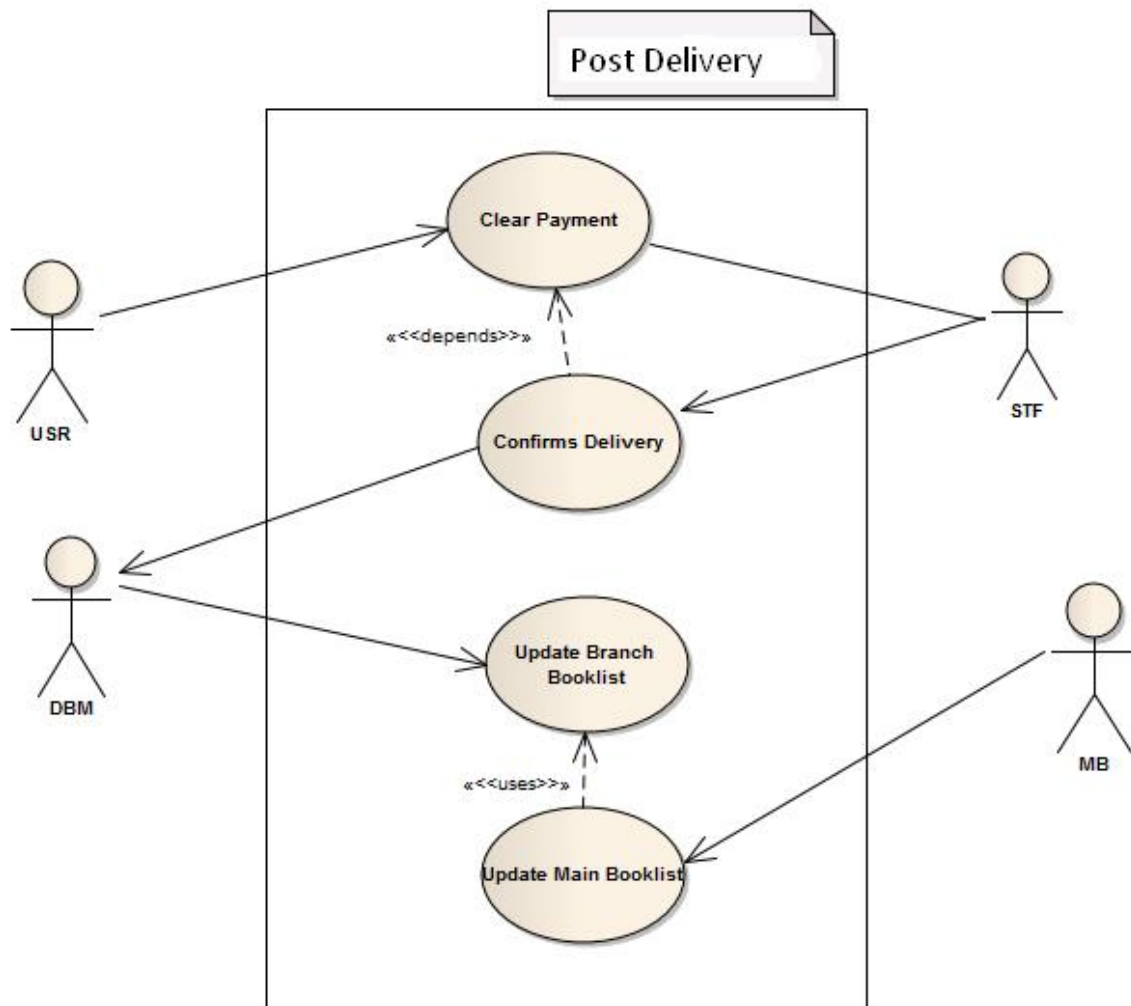 Post Delivery
Clear Payment
«<<depends>>»
USR
STF
Confirms Delivery
DBM
Update Branch
Booklist
MB
«<<uses>>»
Update Main Booklist